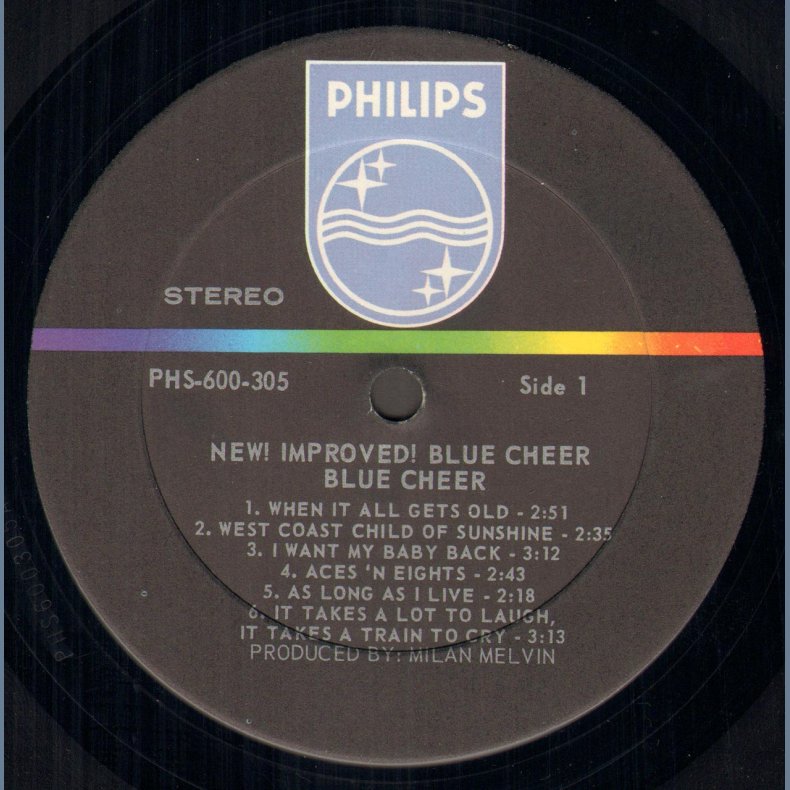 PHILIPS
STEREO
PHS-600-305
Side 1
NEW! IMPROVED! BLUE CHEER
BLUE CHEER
1. WHEN IT ALL GETS OLD - 2:51
2. WEST COAST CHILD OF SUNSHINE - 2:35
3. I WANT MY BABY BACK - 3:12
4. ACES 'N EIGHTS - 2:43
5. AS LONG AS I LIVE - 2:18
6. IT TAKES A LOT TO LAUGH,
IT TAKES A TRAIN TO CRY - 3:13
PRODUCED BY: MILAN MELVIN